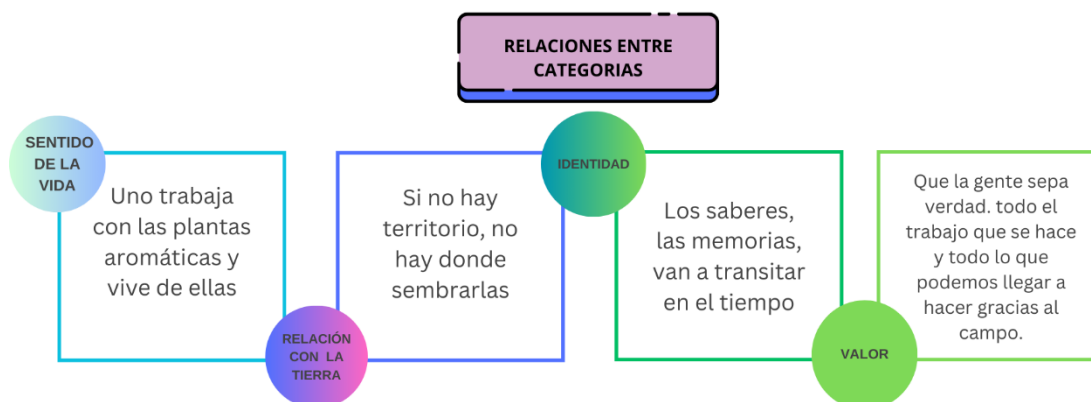 RELACIONES ENTRE
CATEGORIAS
SENTIDO
DE LA
VIDA
Uno trabaja
con las plantas
aromáticas y
vive de ellas
RELACIÓN
CON LA
TIERRA
Si no hay
territorio, no
hay donde
sembrarlas
IDENTIDAD
Los saberes,
las memorias,
van a transitar
en el tiempo
VALOR
Que la gente sepa
verdad. todo el
trabajo que se hace
y todo lo que
podemos llegar a
hacer gracias al
campo.